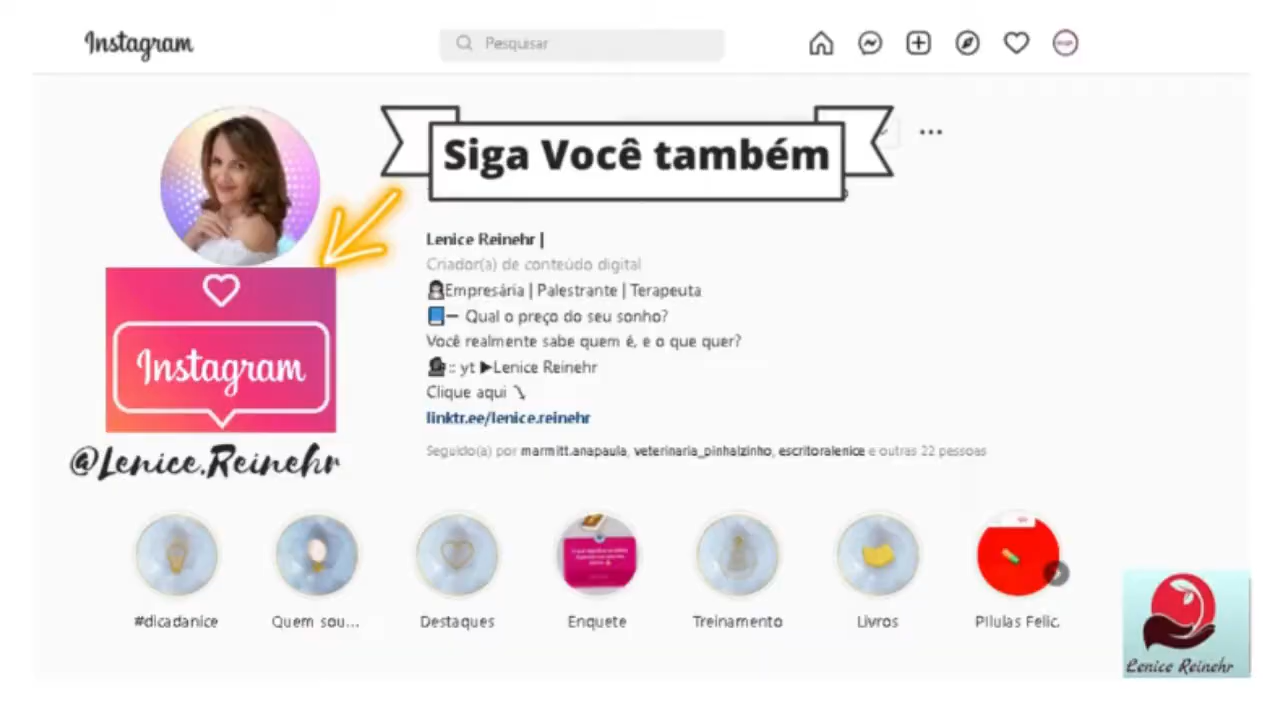 Instagram
Pesquisar
Siga Você também
Lenice Reinehr |
Criador(a) de conteúdo digital
Empresária | Palestrante | Terapeuta
— Qual o preço do seu sonho?
Você realmente sabe quem é, e o que quer?
:: yt ▶Lenice Reinehr
Clique aqui ⤵
linktr.ee/lenice.reinehr
Seguido(a) por marmitt.anapaula, veterinaria_pinhalzinho, escritoralenice e outras 22 pessoas
Instagram
@Lenice.Reinehr
#dicadanice
Quem sou...
Destaques
Enquete
Treinamento
Livros
Pílulas Felic.
Lenice Reinehr